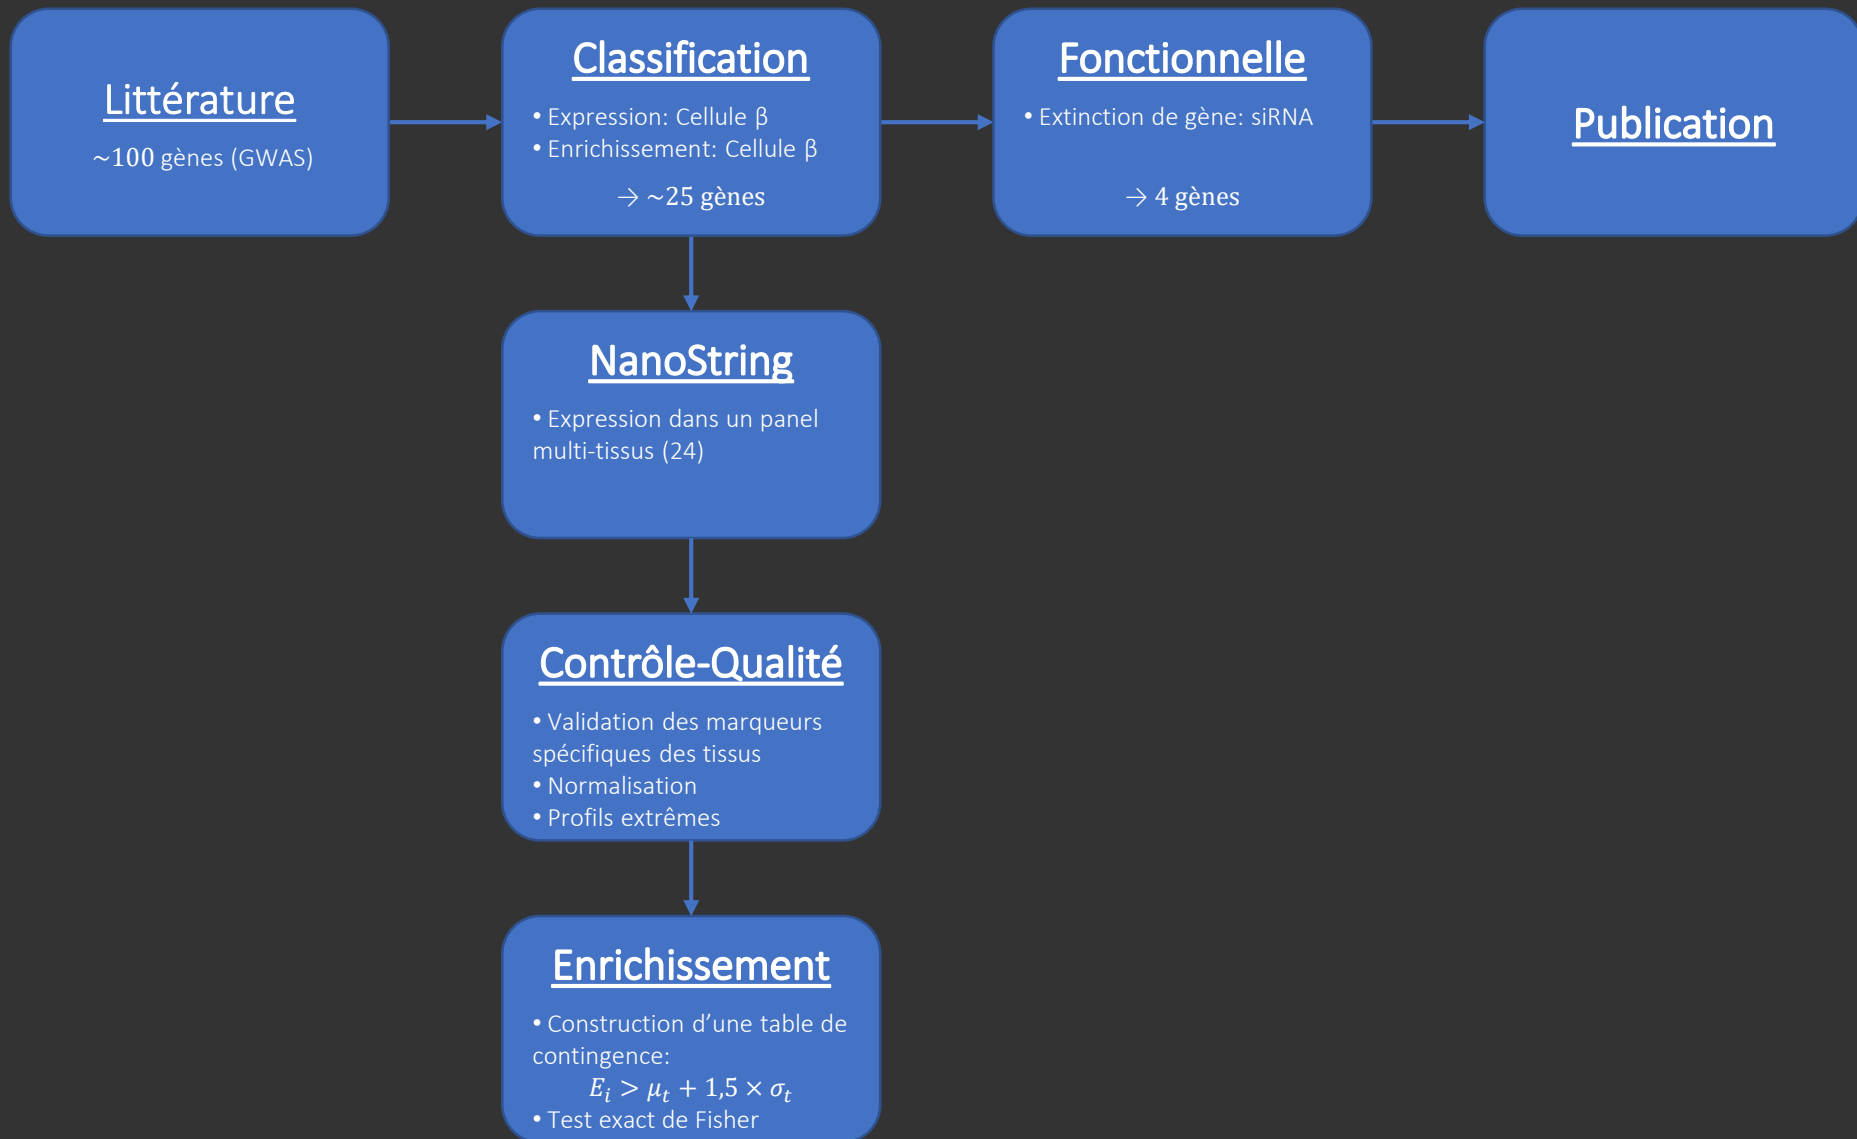 Littérature
~100 gènes (GWAS)
Classification
• Expression: Cellule β
• Enrichissement: Cellule β
→ ~25 gènes
Fonctionnelle
• Extinction de gène: siRNA
→ 4 gènes
Publication
NanoString
• Expression dans un panel
multi-tissus (24)
Contrôle-Qualité
• Validation des marqueurs
spécifiques des tissus
• Normalisation
• Profils extrêmes
Enrichissement
• Construction d’une table de
contingence:
E_i > μ_t + 1,5 × σ_t
• Test exact de Fisher